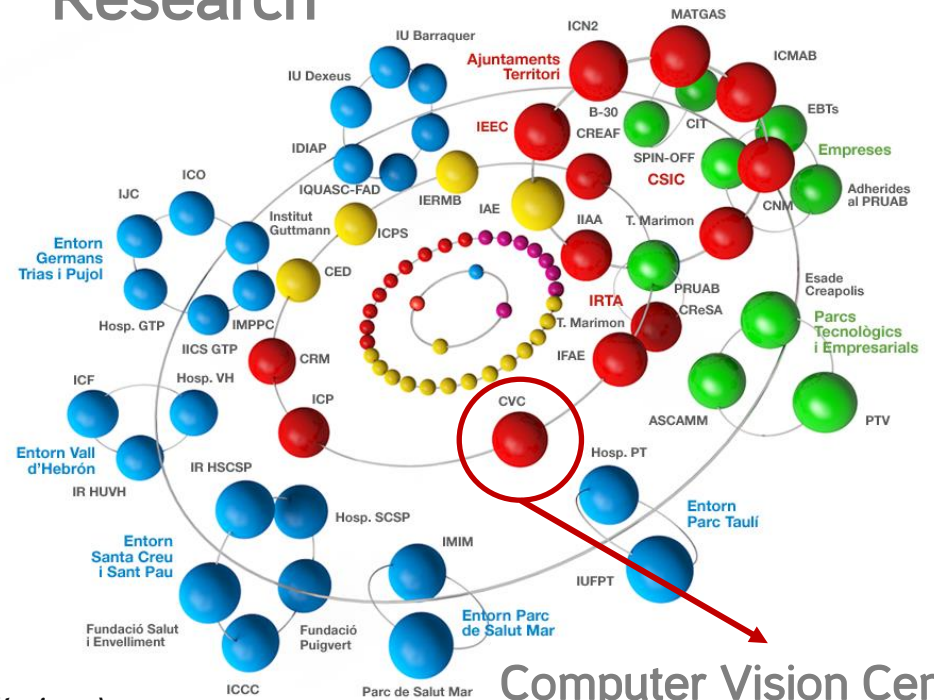 Research
IU Barraquer
IU Dexeus
IDIAP
IQUASC-FAD
ICN2
MATGAS
Ajuntaments
Territori
ICMAB
B-30
CREAF
CIT
EBTs
IEEC
SPIN-OFF
CSIC
Empreses
Adherides
al PRUAB
CNM
IJC
ICO
Institut
Guttmann
IERMB
IAE
ICPS
IIAA
T. Marimon
Entorn
Germans
Trias i Pujol
CED
PRUAB
CReSA
IRTA
T. Marimon
Esade
Creapolis
Parcs
Tecnològics
i Empresarials
Hosp. GTP
IMPPC
IICS GTP
CRM
IFAE
ICF
Hosp. VH
ICP
CVC
ASCAMM
PTV
Entorn Vall
d'Hebrón
IR HUVH
IR HSCSP
Hosp. SCSP
Hosp. PT
Entorn
Parc Taulí
Entorn
Santa Creu
i Sant Pau
IMIM
IUFPT
Fundació Salut
i Envelliment
Fundació
Puigvert
Entorn Parc
de Salut Mar
ICCC
Parc de Salut Mar
Computer Vision Cen